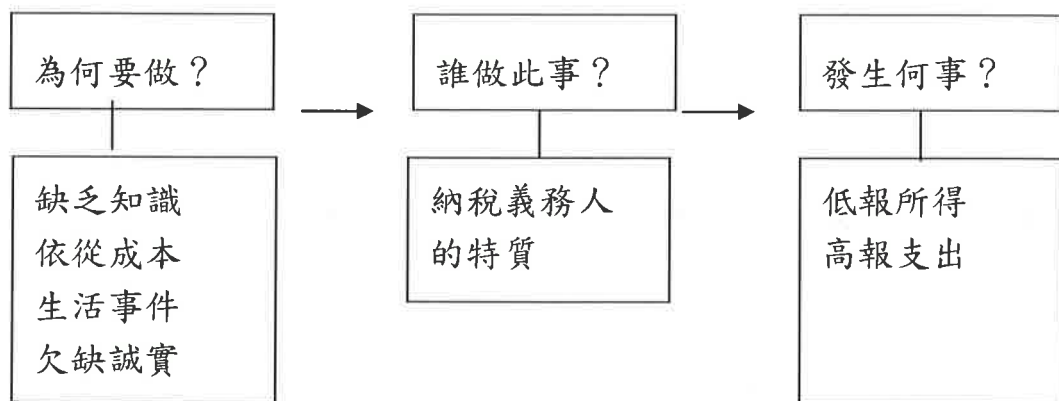 為何要做？
缺乏知識
依從成本
生活事件
欠缺誠實
誰做此事？
納稅義務人
的特質
發生何事？
低報所得
高報支出